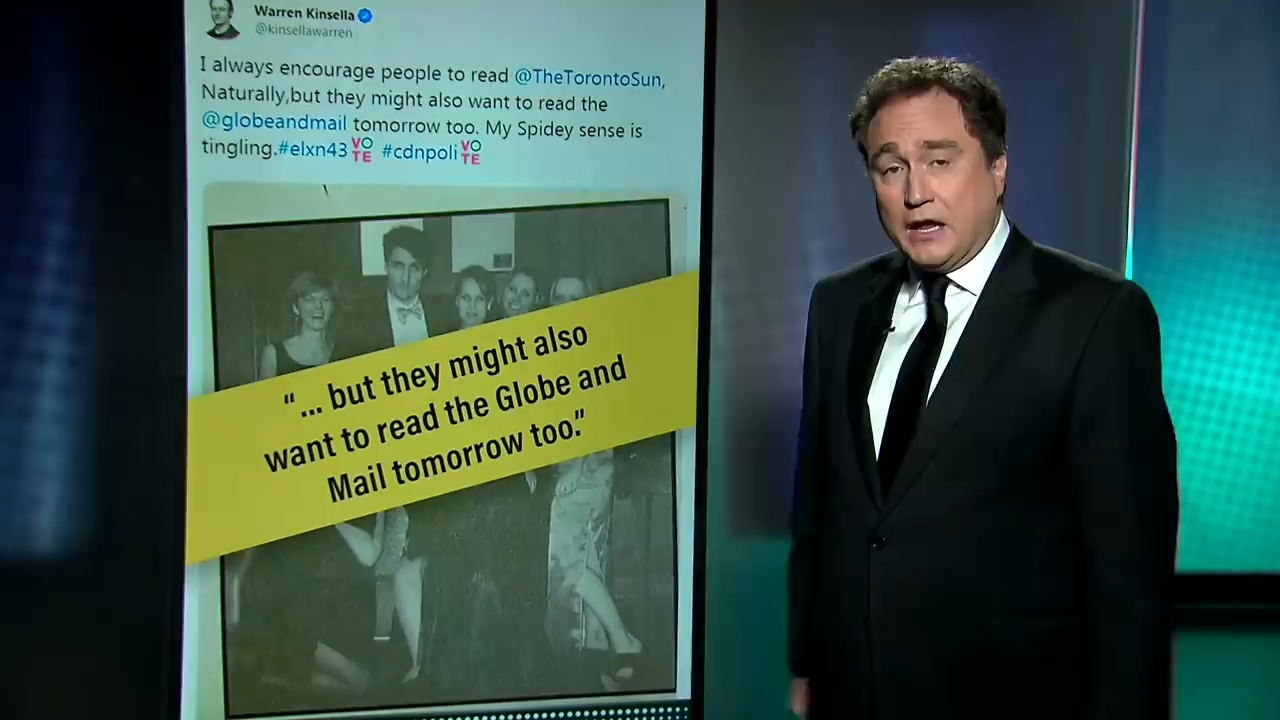 Warren Kinsella
@kinsellawarren
I always encourage people to read @TheTorontoSun,
Naturally,but they might also want to read the
@globeandmail tomorrow too. My Spidey sense is
tingling.#elxn43 VOTE #cdnpoli VOTE
“... but they might also
want to read the Globe and
Mail tomorrow too.”